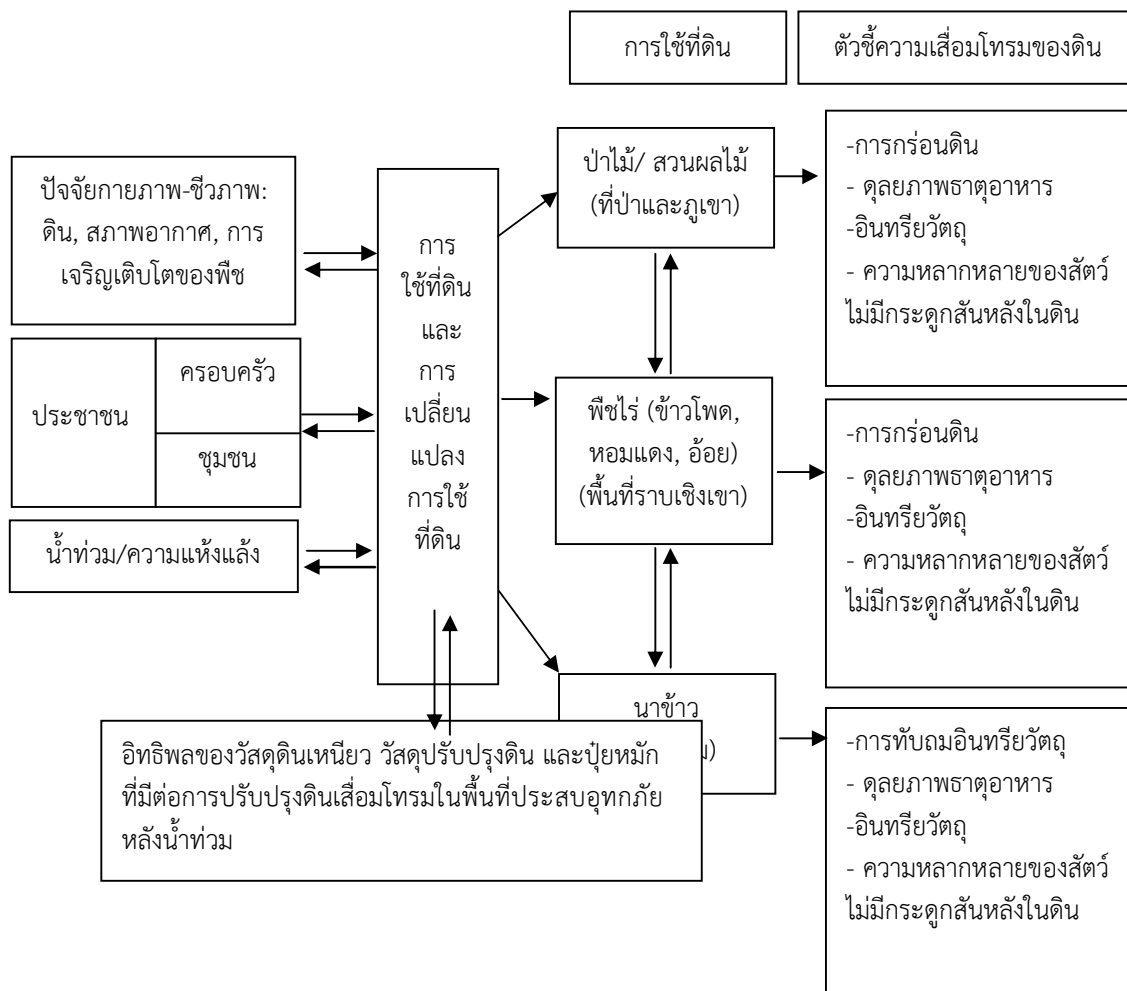 การใช้ที่ดิน
ตัวชี้ความเสื่อมโทรมของดิน
ปัจจัยกายภาพ-ชีวภาพ:
ดิน, สภาพอากาศ, การ
เจริญเติบโตของพืช
ประชาชน
ครอบครัว
ชุมชน
น้ำท่วม/ความแห้งแล้ง
การ
ใช้ที่ดิน
และ
การ
เปลี่ยน
แปลง
การใช้
ที่ดิน
ป่าไม้/ สวนผลไม้
(ที่ป่าและภูเขา)
-การกร่อนดิน
- ดุลยภาพธาตุอาหาร
-อินทรียวัตถุ
- ความหลากหลายของสัตว์
ไม่มีกระดูกสันหลังในดิน
พืชไร่ (ข้าวโพด,
หอมแดง, อ้อย)
(พื้นที่ราบเชิงเขา)
-การกร่อนดิน
- ดุลยภาพธาตุอาหาร
-อินทรียวัตถุ
- ความหลากหลายของสัตว์
ไม่มีกระดูกสันหลังในดิน
นาข้าว
-การทับถมอินทรียวัตถุ
- ดุลยภาพธาตุอาหาร
-อินทรียวัตถุ
- ความหลากหลายของสัตว์
ไม่มีกระดูกสันหลังในดิน
อิทธิพลของวัสดุดินเหนียว วัสดุปรับปรุงดิน และปุ๋ยหมัก
ที่มีต่อการปรับปรุงดินเสื่อมโทรมในพื้นที่ประสบอุทกภัย
หลังน้ำท่วม